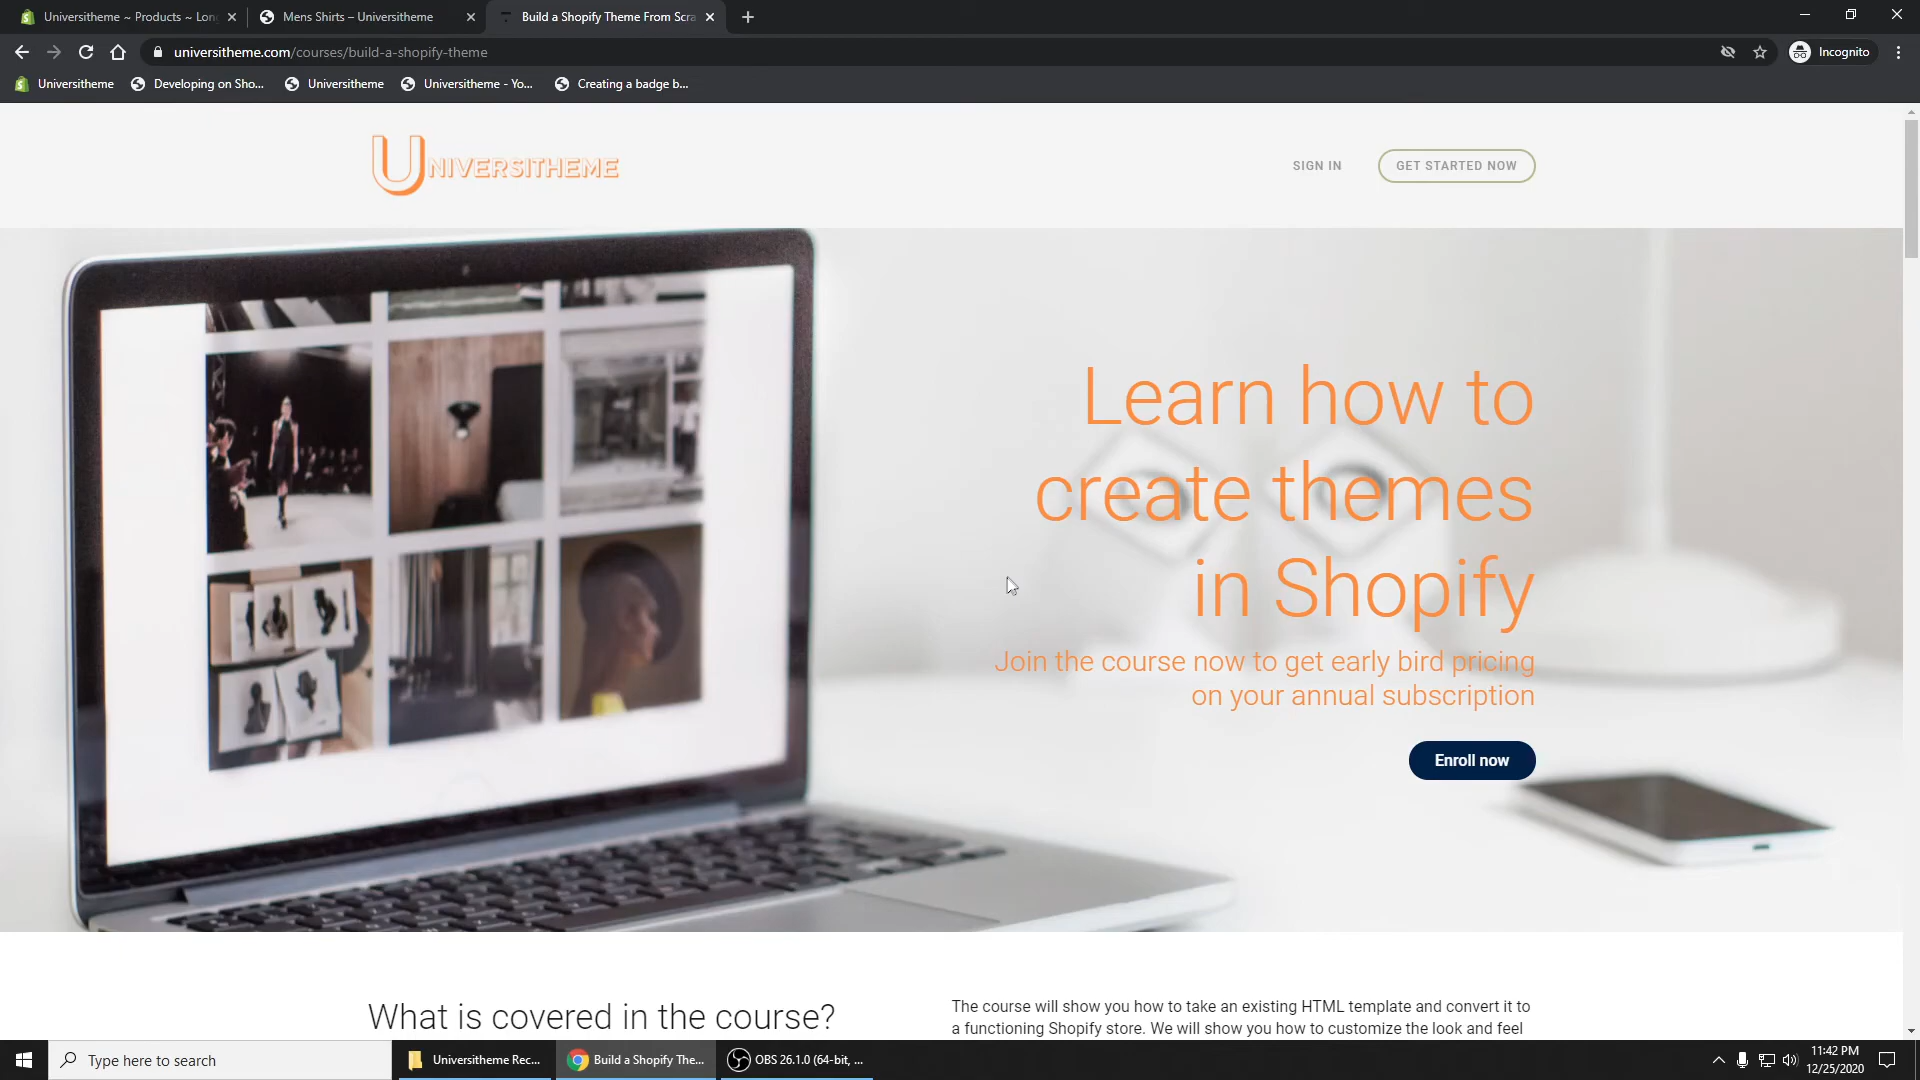 Universitheme ~ Products ~ Lon
Mens Shirts – Universitheme
Build a Shopify Theme From Scra
universitheme.com/courses/build-a-shopify-theme
Incognito
Universitheme
Developing on Sho...
Universitheme
Universitheme - Yo...
Creating a badge b...
UNIVERSITHEME
SIGN IN
GET STARTED NOW
Learn how to
create themes
in Shopify
Join the course now to get early bird pricing
on your annual subscription
Enroll now
What is covered in the course?
The course will show you how to take an existing HTML template and convert it to
a functioning Shopify store. We will show you how to customize the look and feel
Type here to search
Universitheme Rec...
Build a Shopify The...
OBS 26.1.0 (64-bit, ...
11:42 PM
12/25/2020